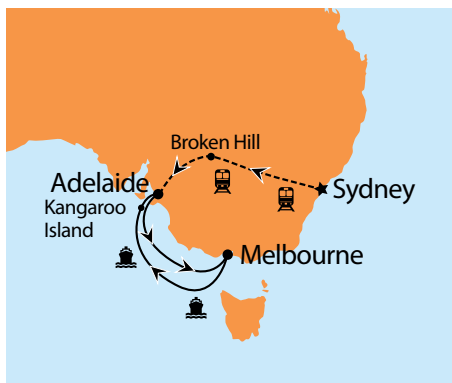 Broken Hill
Adelaide
Sydney
Kangaroo
Island
Melbourne